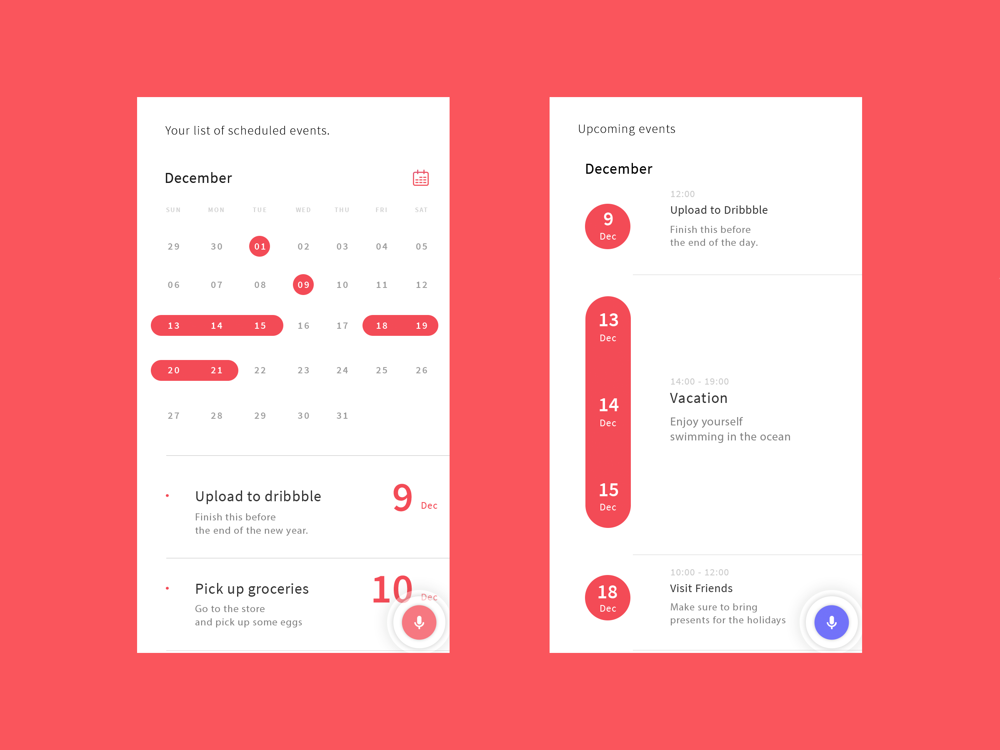 Your list of scheduled events.
December
SUN MON TUE WED THU FRI SAT
29 30 01 02 03 04 05
06 07 08 09 10 11 12
13 14 15 16 17 18 19
20 21 22 23 24 25 26
27 28 29 30 31
Upload to dribbble
9 Dec
Finish this before
the end of the new year.
Pick up groceries
10 Dec
Go to the store
and pick up some eggs
Upcoming events
December
12:00
9
Dec
Upload to Dribbble
Finish this before
the end of the day.
13
Dec
14
Dec
15
Dec
14:00 - 19:00
Vacation
Enjoy yourself
swimming in the ocean
10:00 - 12:00
18
Dec
Visit Friends
Make sure to bring
presents for the holidays